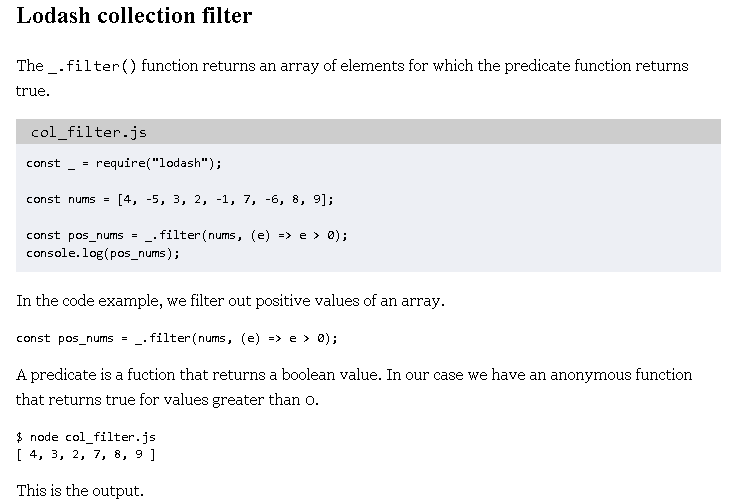 Lodash collection filter
The _.filter() function returns an array of elements for which the predicate function returns
true.
col_filter.js
const _ = require("lodash");
const nums = [4, -5, 3, 2, -1, 7, -6, 8, 9];
const pos_nums = _.filter(nums, (e) => e > 0);
console.log(pos_nums);
In the code example, we filter out positive values of an array.
const pos_nums = _.filter(nums, (e) => e > 0);
A predicate is a fuction that returns a boolean value. In our case we have an anonymous function
that returns true for values greater than 0.
$ node col_filter.js
[ 4, 3, 2, 7, 8, 9 ]
This is the output.